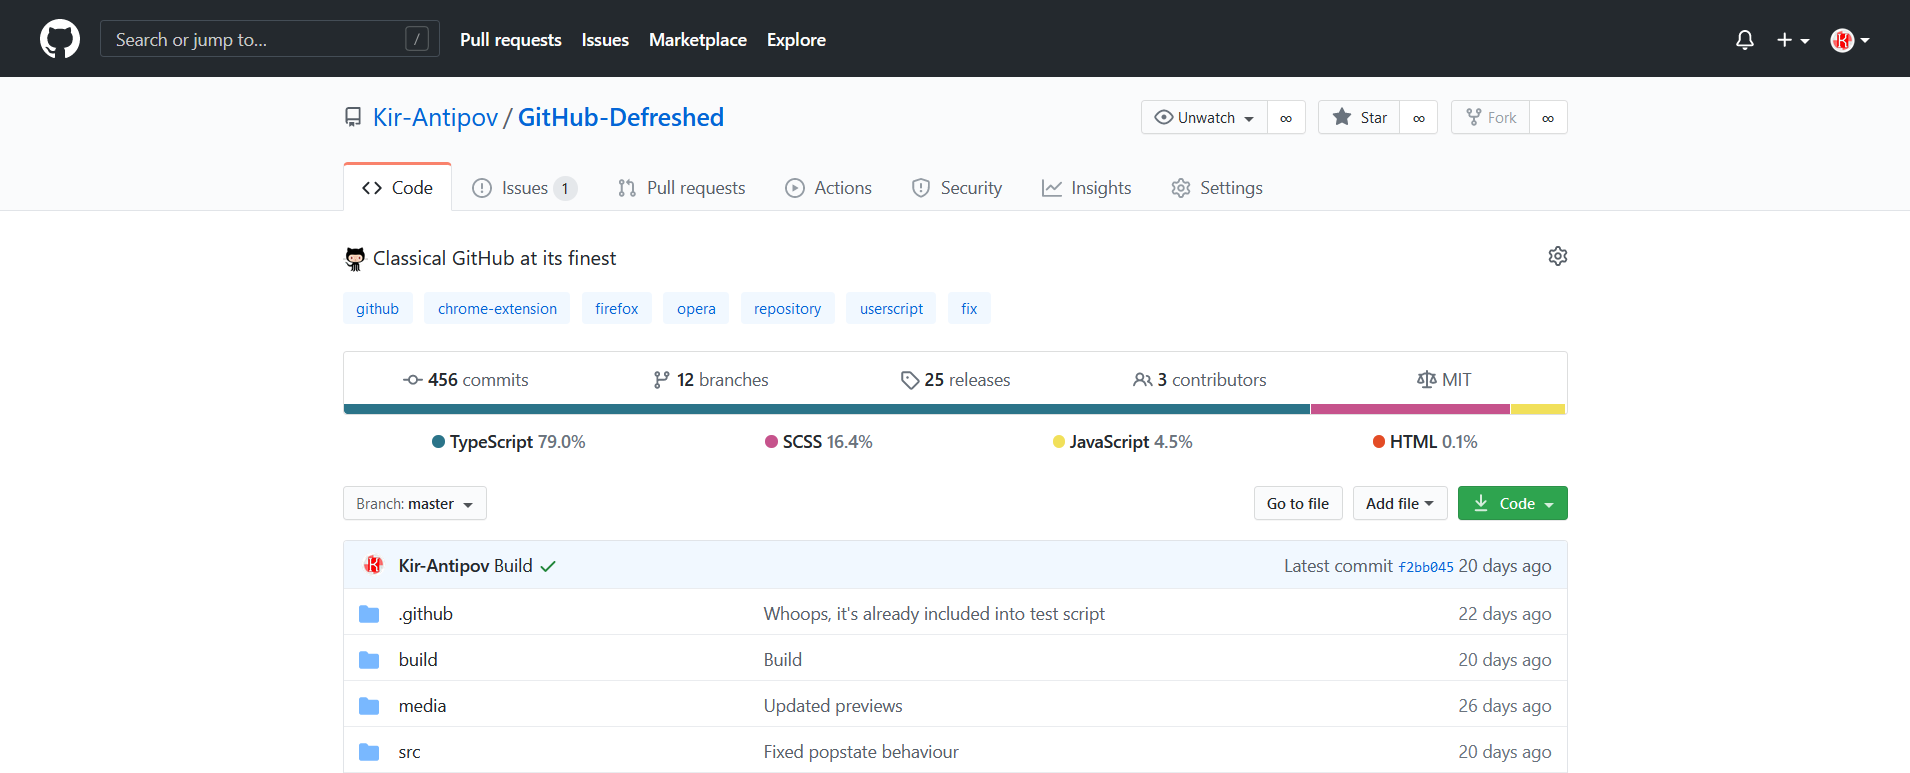 Search or jump to... /
Pull requests Issues Marketplace Explore
Kir-Antipov / GitHub-Defreshed
Unwatch ∞ Star ∞ Fork ∞
Code Issues 1 Pull requests Actions Security Insights Settings
Classical GitHub at its finest
github chrome-extension firefox opera repository userscript fix
456 commits 12 branches 25 releases 3 contributors MIT
TypeScript 79.0% SCSS 16.4% JavaScript 4.5% HTML 0.1%
Branch: master Go to file Add file Code
Kir-Antipov Build Latest commit f2bb045 20 days ago
.github Whoops, it's already included into test script 22 days ago
build Build 20 days ago
media Updated previews 26 days ago
src Fixed popstate behaviour 20 days ago